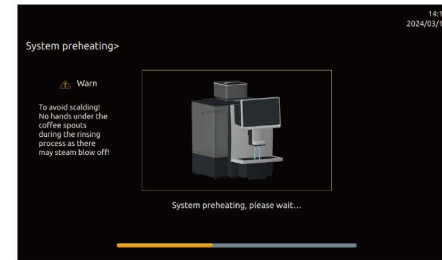 14:1
2024/03/1
System preheating>
Warn
To avoid scalding!
No hands under the
coffee spouts
during the rinsing
process as there
may steam blow off!
System preheating, please wait...